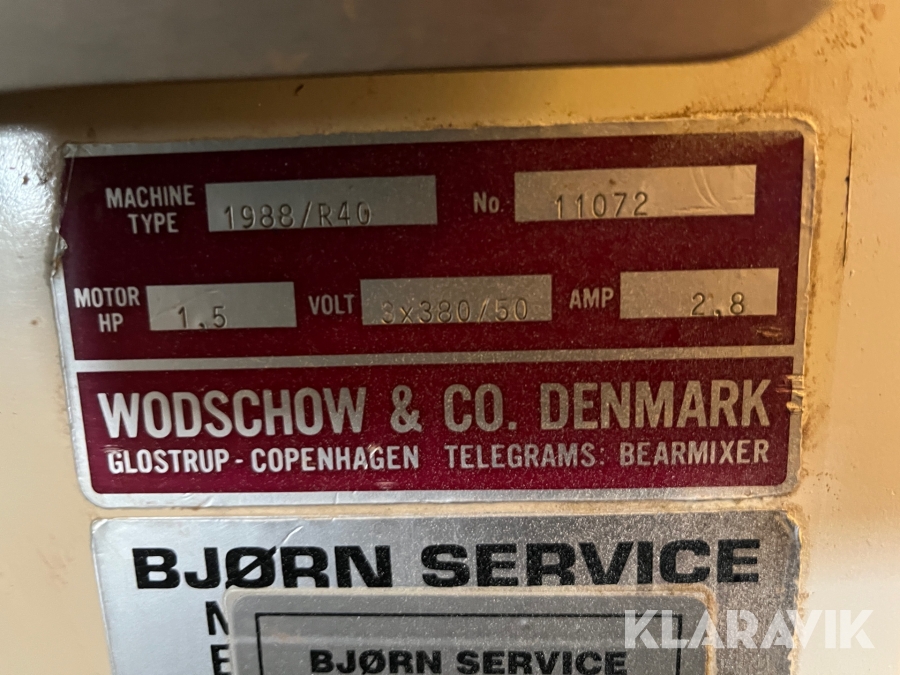 MACHINE TYPE 1988/R40 No. 11072
MOTOR HP 1,5 VOLT 3x380/50 AMP 2,8
WODSCHOW & CO. DENMARK
GLOSTRUP - COPENHAGEN TELEGRAMS: BEARMIXER
BJØRN SERVICE
BJØRN SERVICE
KLARAVIK